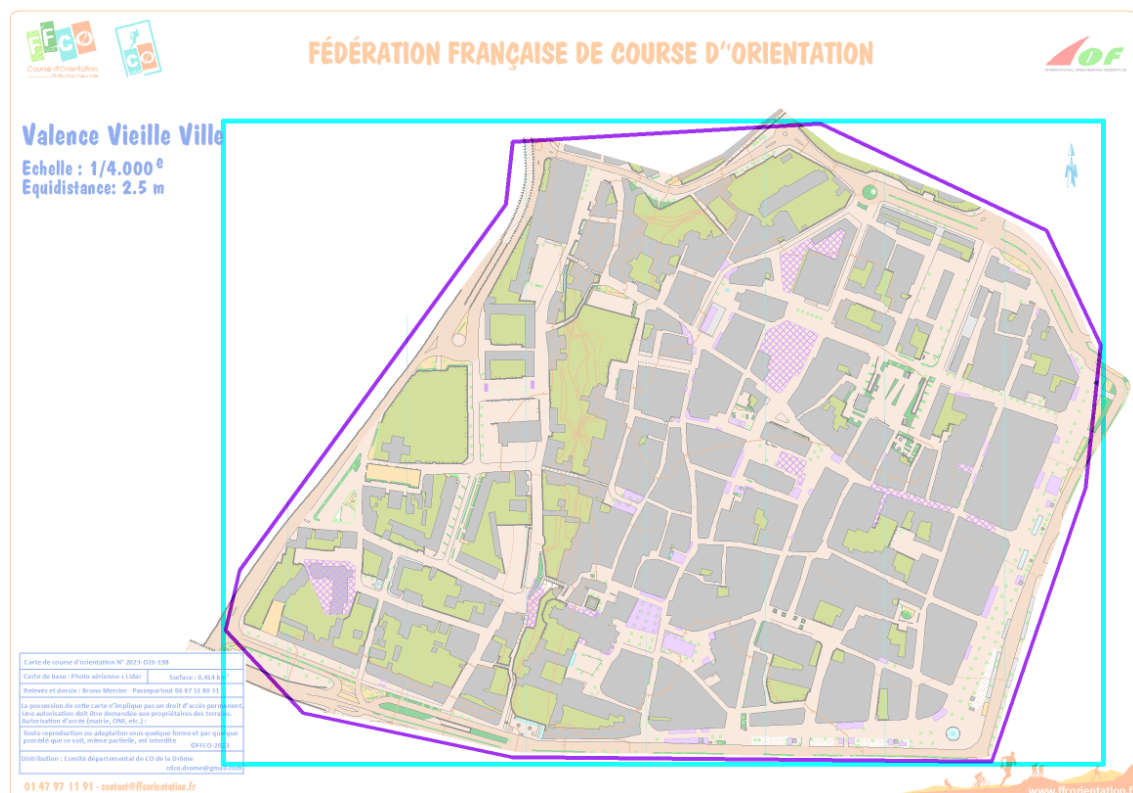 FFCO
Course d'Orientation
CO
FÉDÉRATION FRANÇAISE DE COURSE D''ORIENTATION
IOF
Valence Vieille Ville
Echelle : 1/4.000e
Equidistance: 2.5 m
N
Carte de course d'orientation N° 2023-D26-198
Carte de base : Photo aérienne + Lidar
Surface : 0,414 km²
Relevés et dessin : Bruno Mercier - Passepartout 06 87 51 80 31
La possession de cette carte n'implique pas un droit d'accès permanent.
Une autorisation doit être demandée aux propriétaires des terrains.
Autorisation d'accès (mairie, ONF, etc.) :
Toute reproduction ou adaptation sous quelque forme et par quelque
procédé que ce soit, même partielle, est interdite
©FFCO-2023
Distribution : Comité départemental de CO de la Drôme
cdco.drome@gmail.com
01 47 97 11 91 - contact@ffcorientation.fr
www.ffcorientation.f